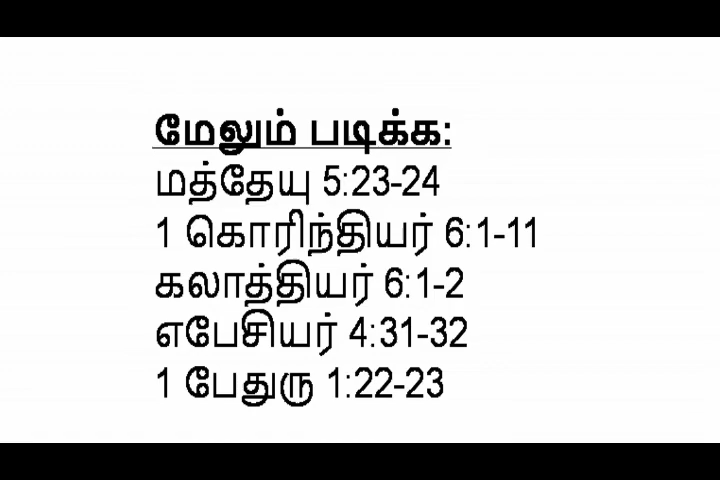 மேலும் படிக்க:
மத்தேயு 5:23-24
1 கொரிந்தியர் 6:1-11
கலாத்தியர் 6:1-2
எபேசியர் 4:31-32
1 பேதுரு 1:22-23